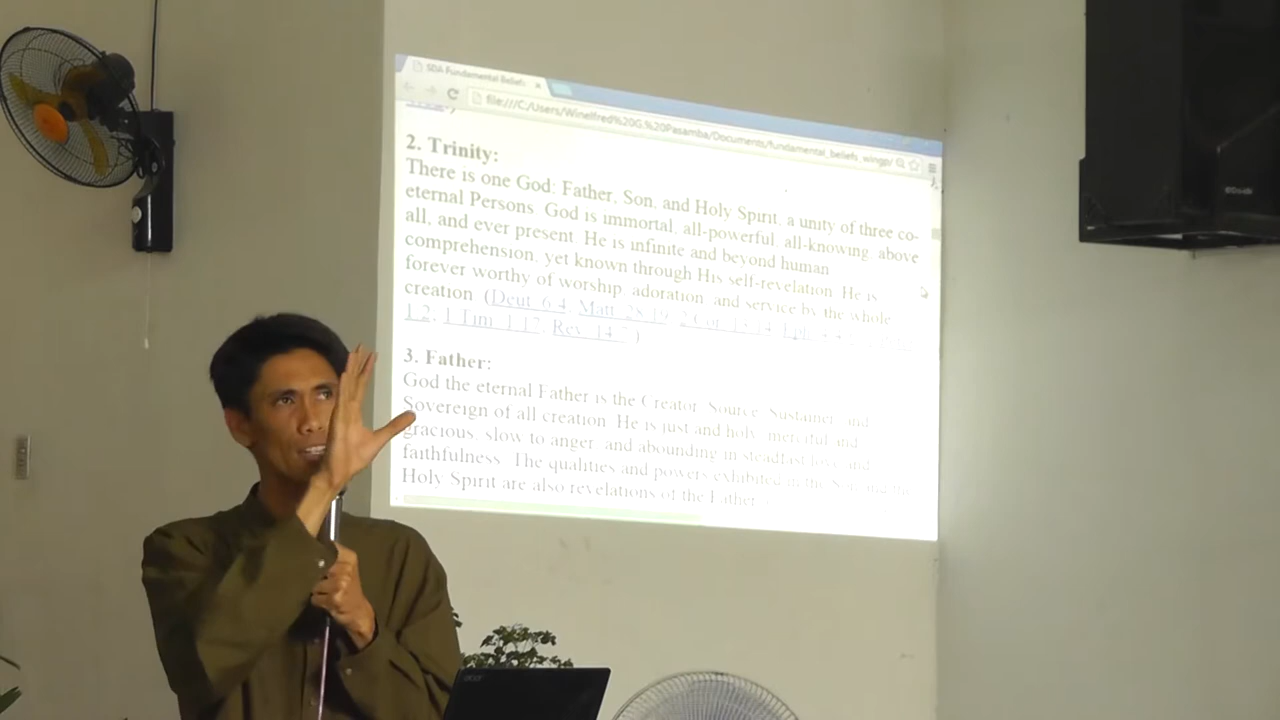 SDA Fundamental Beliefs
file:///C:/Users/Winelfred%20G.%20Pasamba/Documents/fundamental_beliefs_wingp/
2. Trinity:
There is one God: Father, Son, and Holy Spirit, a unity of three co-
eternal Persons. God is immortal, all-powerful, all-knowing, above
all, and ever present. He is infinite and beyond human
comprehension, yet known through His self-revelation. He is
forever worthy of worship, adoration, and service by the whole
creation. (Deut. 6:4; Matt. 28:19; 2 Cor. 13:14; Eph. 4:4
1:2; 1 Tim. 1:17; Rev. 14:7.)
3. Father:
God the eternal Father is the Creator, Source, Sustainer, and
Sovereign of all creation. He is just and holy, merciful and
gracious, slow to anger, and abounding in steadfast love and
faithfulness. The qualities and powers exhibited in the Son and the
Holy Spirit are also revelations of the Father.
acer